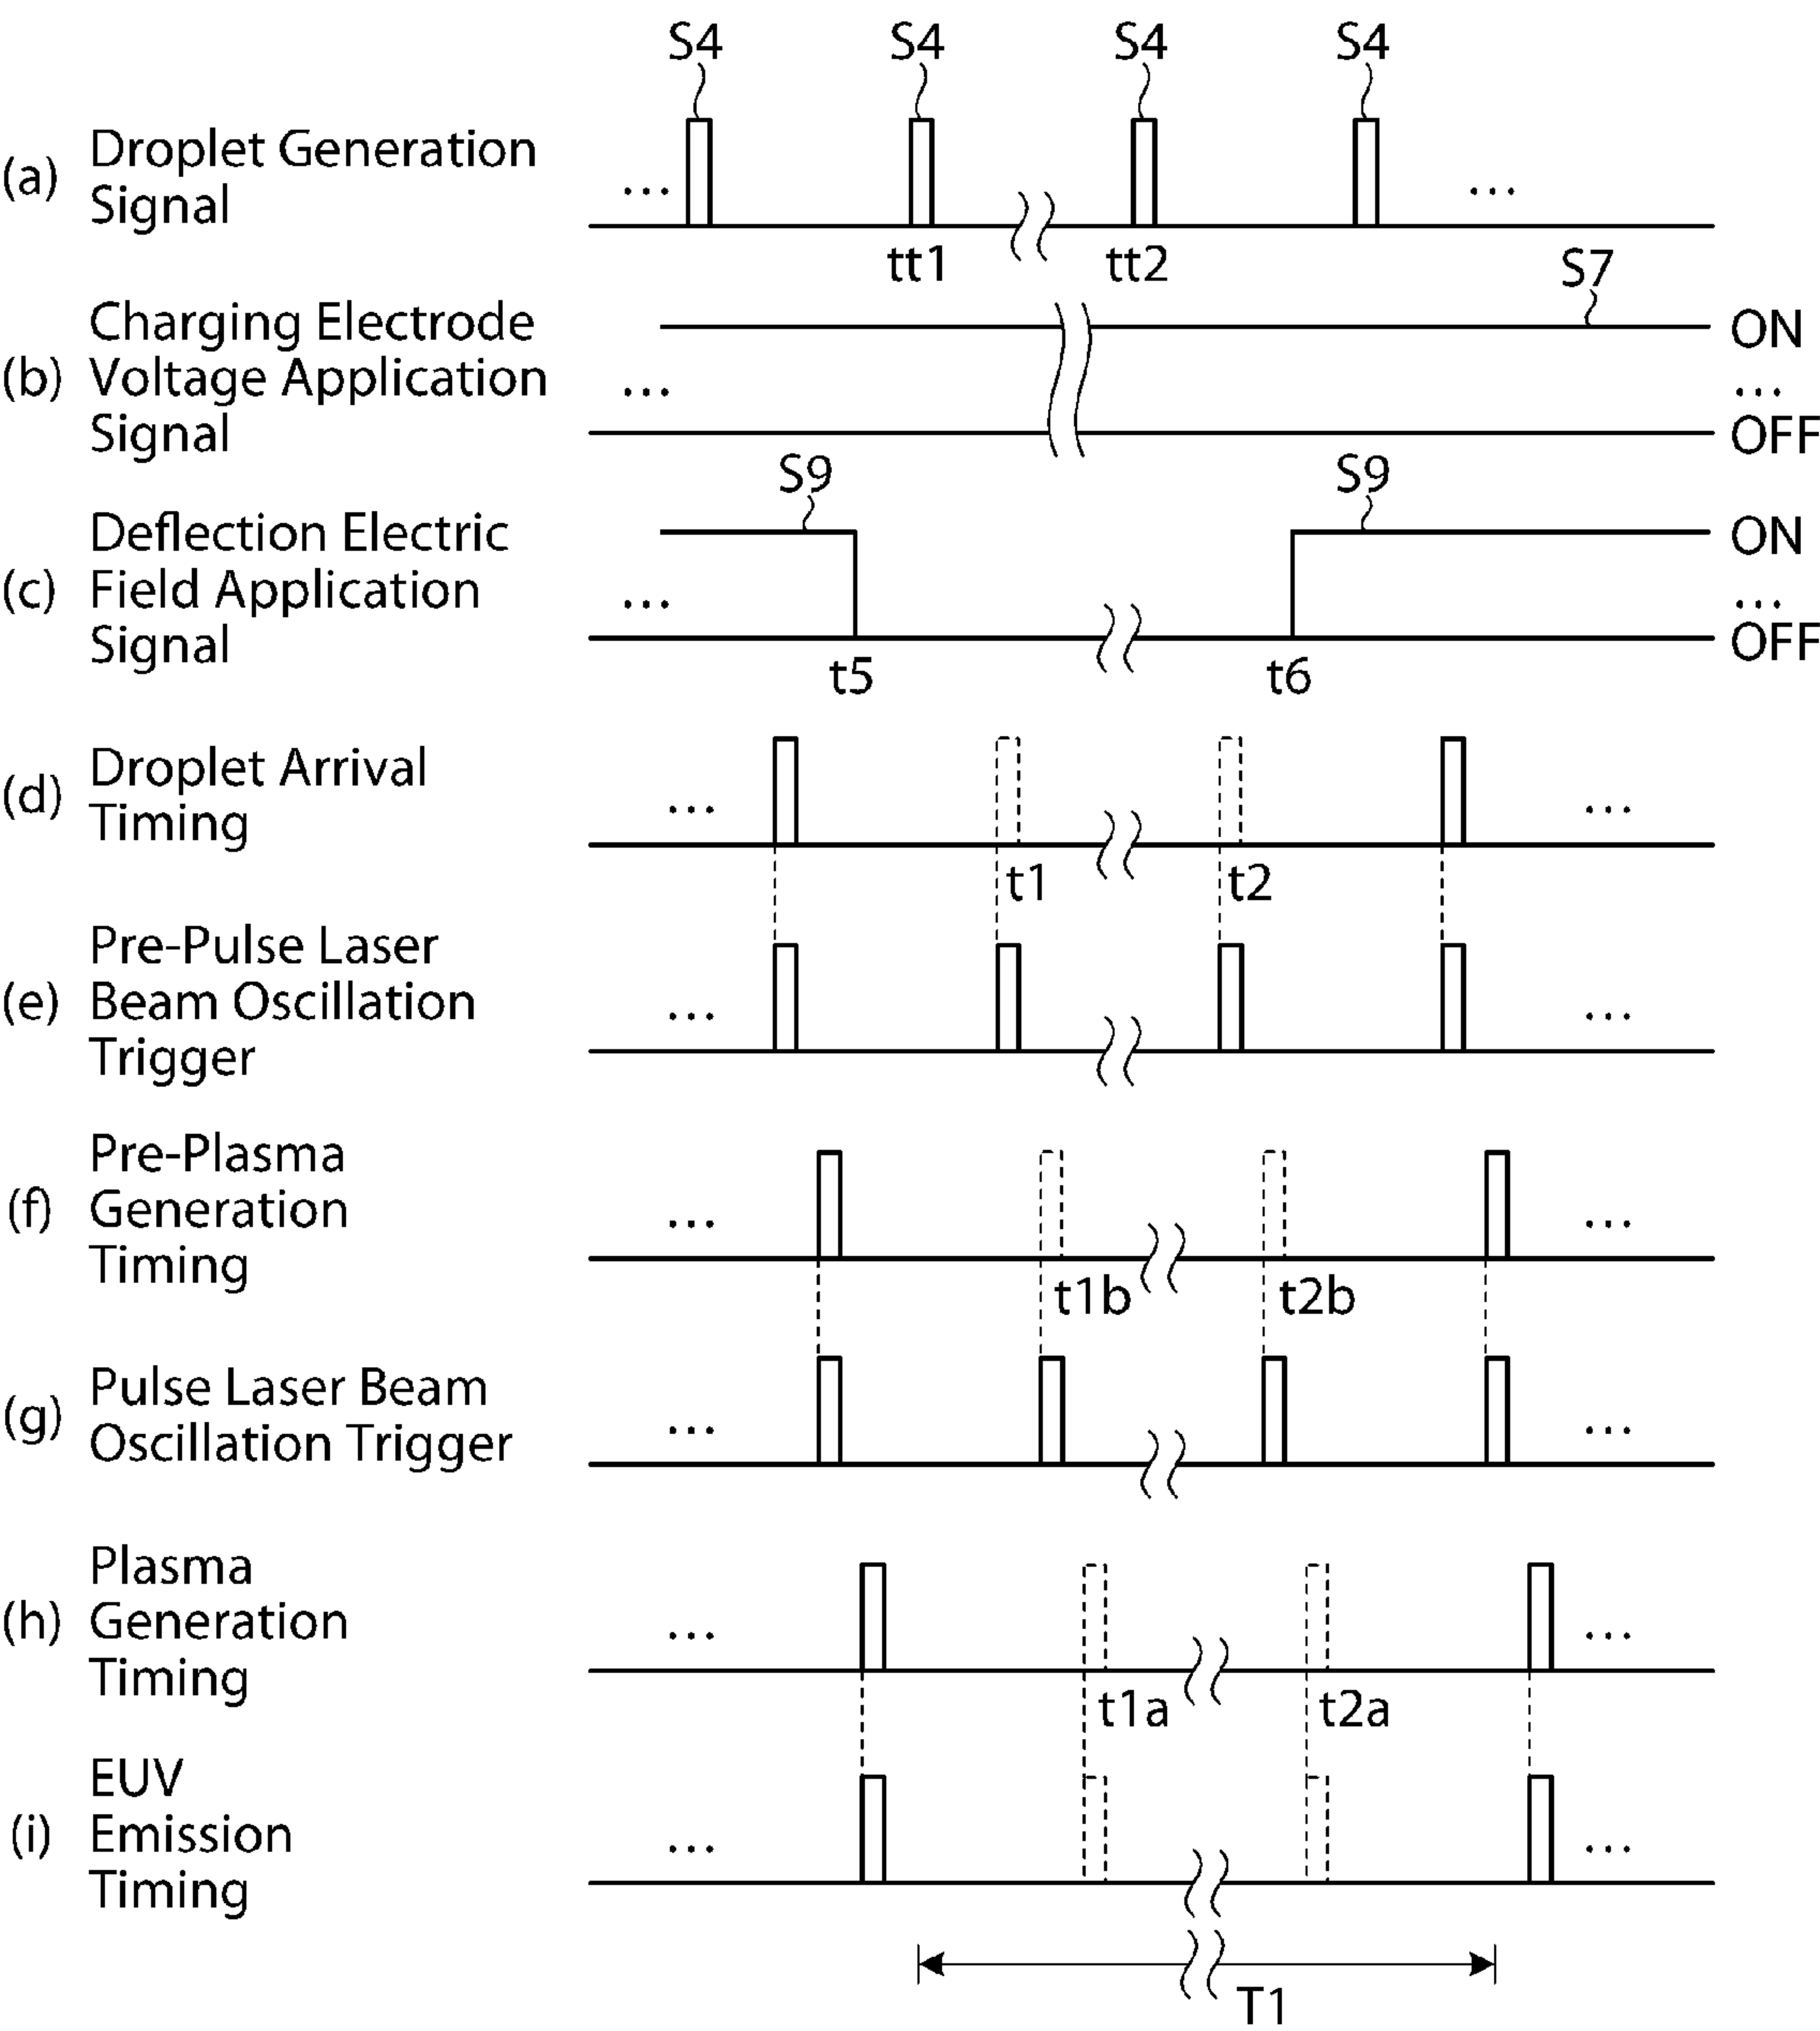 S4 S4 S4 S4
(a) Droplet Generation
Signal
... ...
tt1 tt2
S7
Charging Electrode
(b) Voltage Application
Signal
...
ON
...
OFF
S9 S9
Deflection Electric
(c) Field Application
Signal
...
ON
...
OFF
t5 t6
(d) Droplet Arrival
Timing
... ...
t1 t2
Pre-Pulse Laser
(e) Beam Oscillation
Trigger
... ...
Pre-Plasma
(f) Generation
Timing
... ...
t1b t2b
(g) Pulse Laser Beam
Oscillation Trigger
... ...
Plasma
(h) Generation
Timing
... ...
t1a t2a
EUV
(i) Emission
Timing
... ...
T1